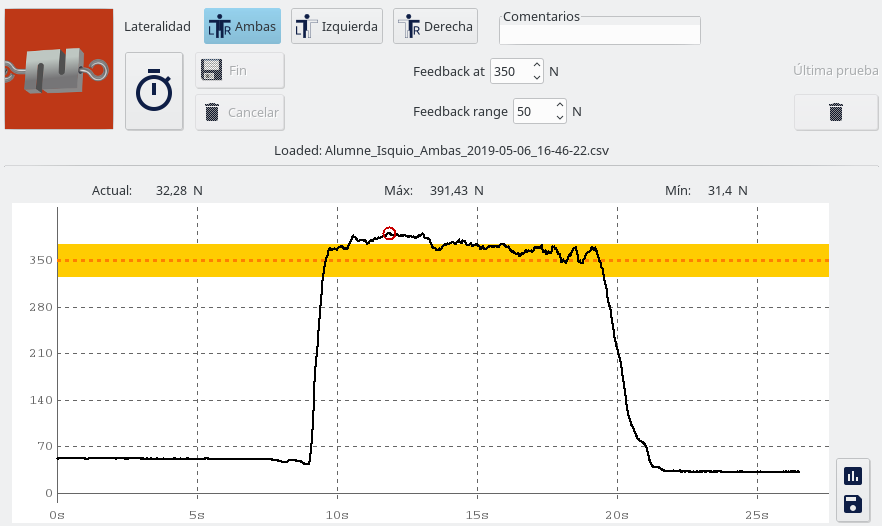 Lateralidad
L R Ambas
L Izquierda
R Derecha
Comentarios
Fin
Cancelar
Feedback at 350 N
Feedback range 50 N
Última prueba
Loaded: Alumne_Isquio_Ambas_2019-05-06_16-46-22.csv
Actual: 32,28 N
Máx: 391,43 N
Mín: 31,4 N
350
280
210
140
70
0
0s 5s 10s 15s 20s 25s